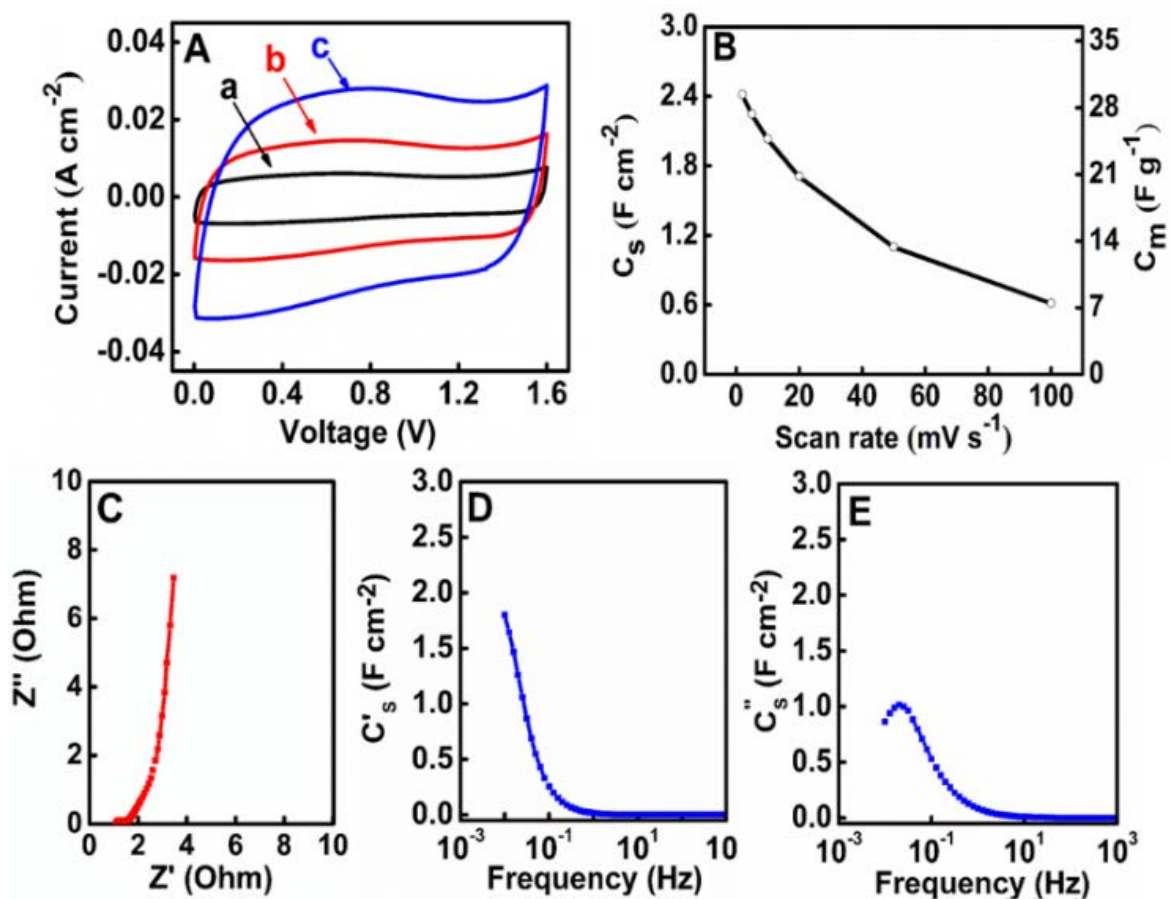 A
a
b
c
0.04
0.02
0.00
-0.02
-0.04
Current (A cm-2)
0.0 0.4 0.8 1.2 1.6
Voltage (V)
B
3.0
2.4
1.8
1.2
0.6
0.0
Cs (F cm-2)
35
28
21
14
7
0
Cm (F g-1)
0 20 40 60 80 100
Scan rate (mV s-1)
C
10
8
6
4
2
0
Z'' (Ohm)
0 2 4 6 8 10
Z' (Ohm)
D
3.0
2.5
2.0
1.5
1.0
0.5
0.0
C's (F cm-2)
10-3 10-1 101 10
Frequency (Hz)
E
3.0
2.5
2.0
1.5
1.0
0.5
0.0
C''s (F cm-2)
10-3 10-1 101 103
Frequency (Hz)